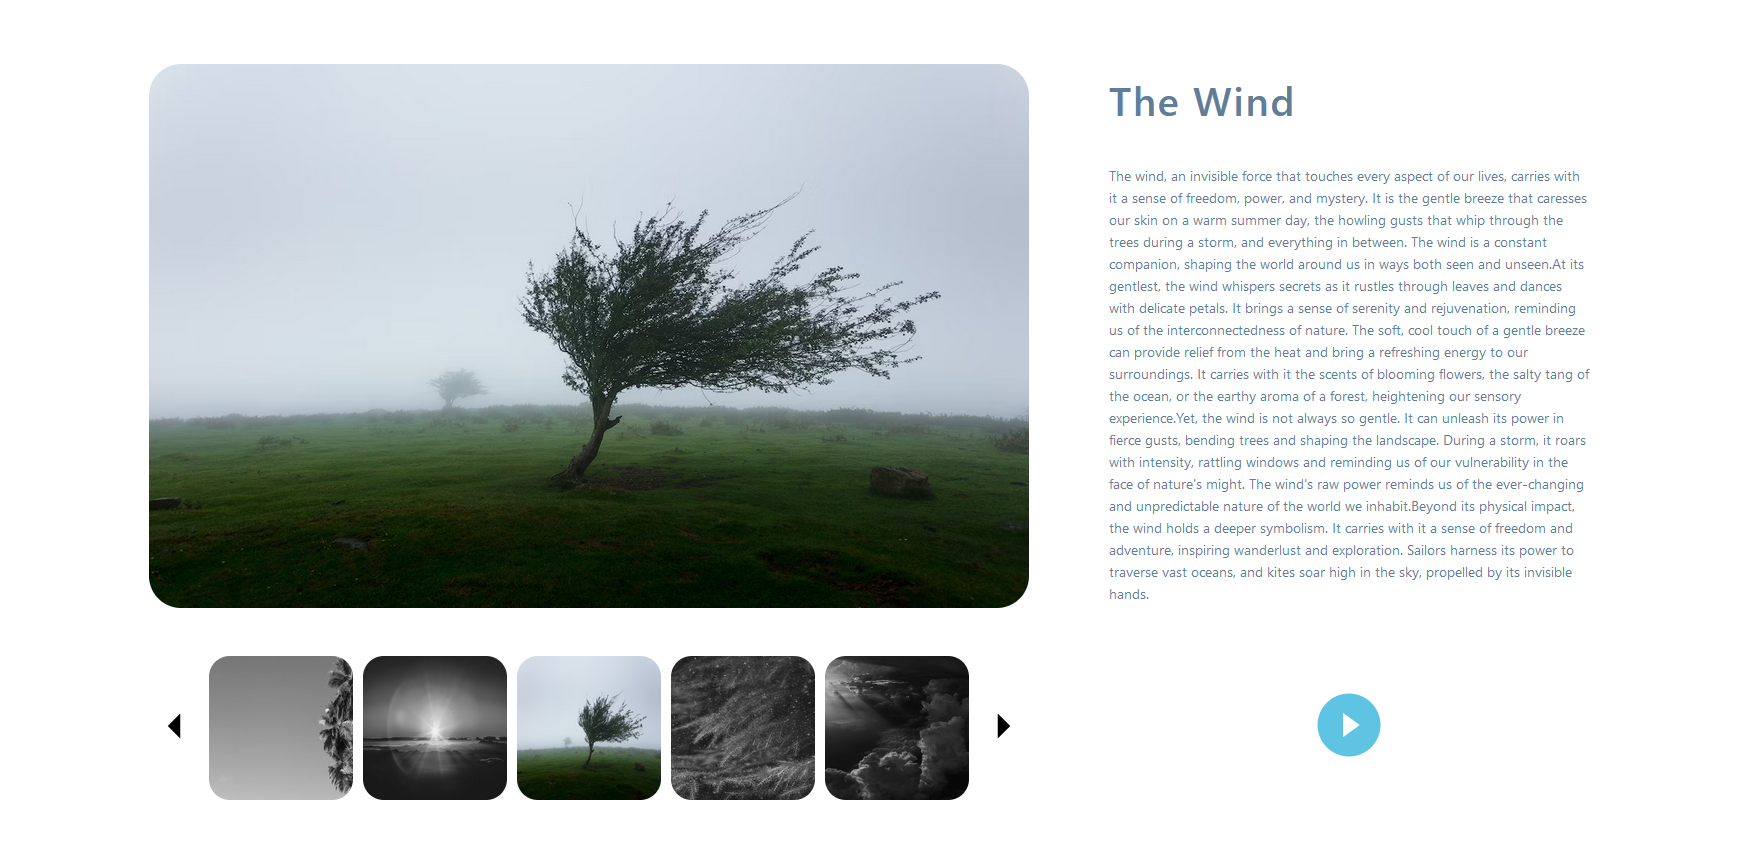 The Wind
The wind, an invisible force that touches every aspect of our lives, carries with
it a sense of freedom, power, and mystery. It is the gentle breeze that caresses
our skin on a warm summer day, the howling gusts that whip through the
trees during a storm, and everything in between. The wind is a constant
companion, shaping the world around us in ways both seen and unseen.At its
gentlest, the wind whispers secrets as it rustles through leaves and dances
with delicate petals. It brings a sense of serenity and rejuvenation, reminding
us of the interconnectedness of nature. The soft, cool touch of a gentle breeze
can provide relief from the heat and bring a refreshing energy to our
surroundings. It carries with it the scents of blooming flowers, the salty tang of
the ocean, or the earthy aroma of a forest, heightening our sensory
experience.Yet, the wind is not always so gentle. It can unleash its power in
fierce gusts, bending trees and shaping the landscape. During a storm, it roars
with intensity, rattling windows and reminding us of our vulnerability in the
face of nature's might. The wind's raw power reminds us of the ever-changing
and unpredictable nature of the world we inhabit.Beyond its physical impact,
the wind holds a deeper symbolism. It carries with it a sense of freedom and
adventure, inspiring wanderlust and exploration. Sailors harness its power to
traverse vast oceans, and kites soar high in the sky, propelled by its invisible
hands.